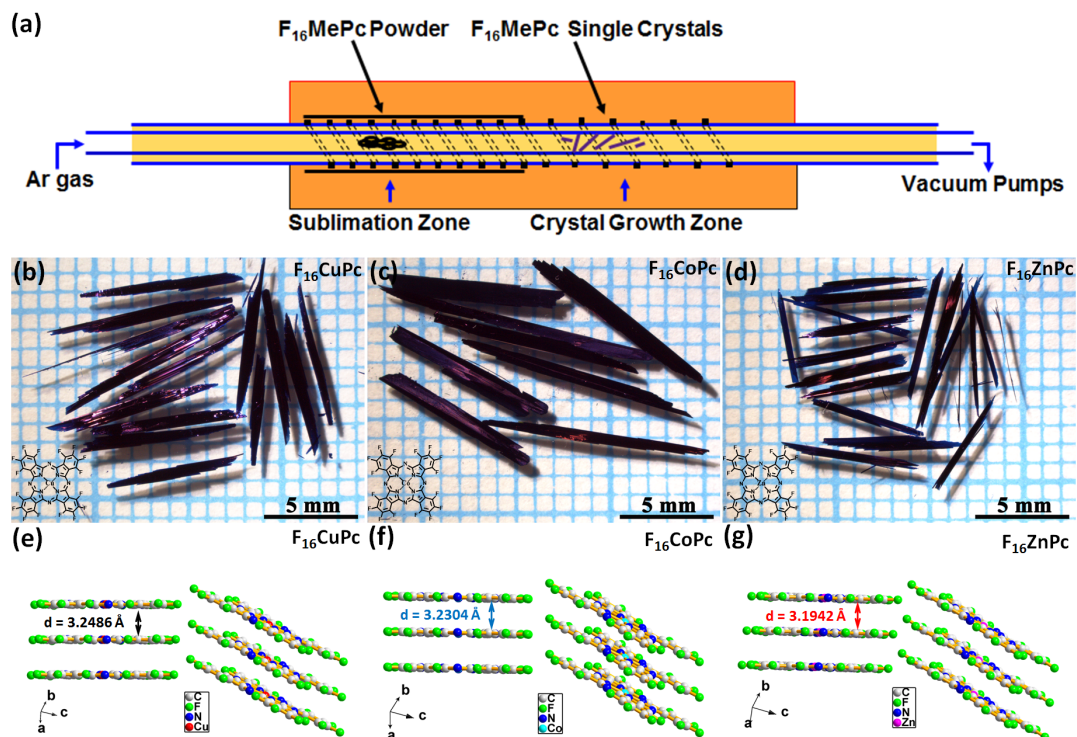 (a)
F16MePc Powder
F16MePc Single Crystals
Ar gas
Vacuum Pumps
Sublimation Zone
Crystal Growth Zone
(b)
F16CuPc
5 mm
(c)
F16CoPc
5 mm
(d)
F16ZnPc
5 mm
(e)
F16CuPc
d = 3.2486 Å
b
c
a
C
F
N
Cu
(f)
F16CoPc
d = 3.2304 Å
b
c
a
C
F
N
Co
(g)
F16ZnPc
d = 3.1942 Å
b
c
a
C
F
N
Zn